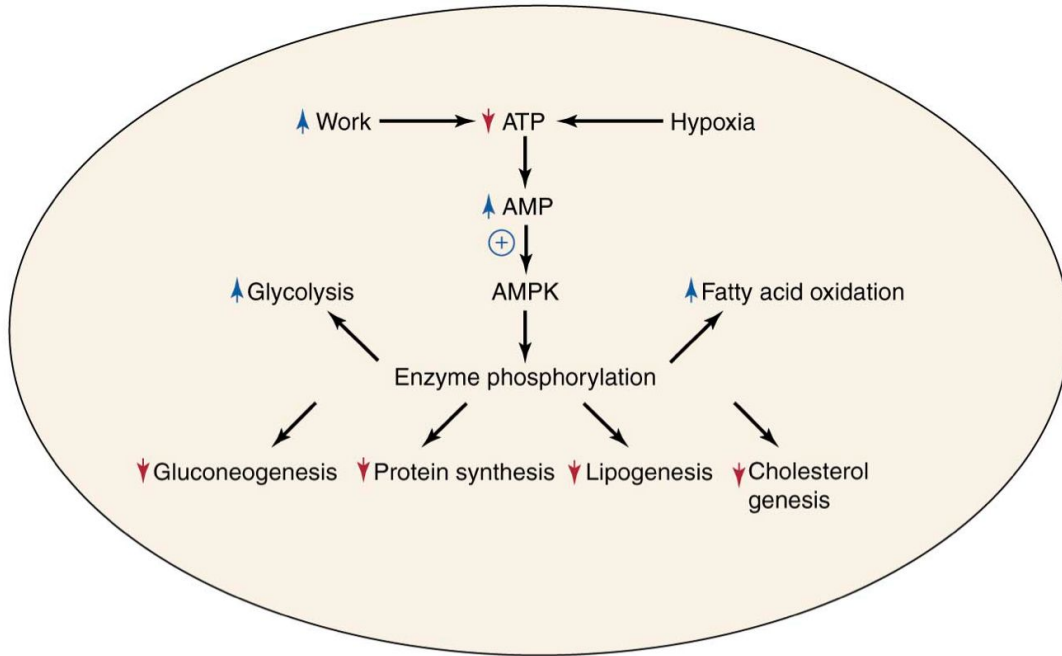 Work
ATP
Hypoxia
AMP
+
Glycolysis
AMPK
Fatty acid oxidation
Enzyme phosphorylation
Gluconeogenesis
Protein synthesis
Lipogenesis
Cholesterol
genesis